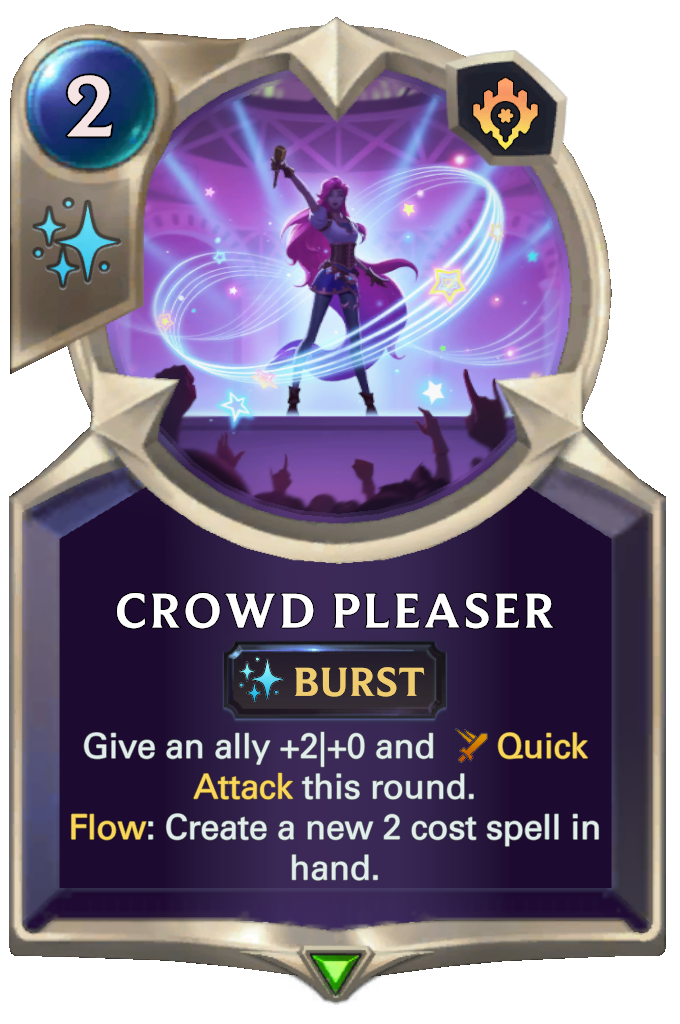 2
CROWD PLEASER
BURST
Give an ally +2|+0 and Quick
Attack this round.
Flow: Create a new 2 cost spell in
hand.